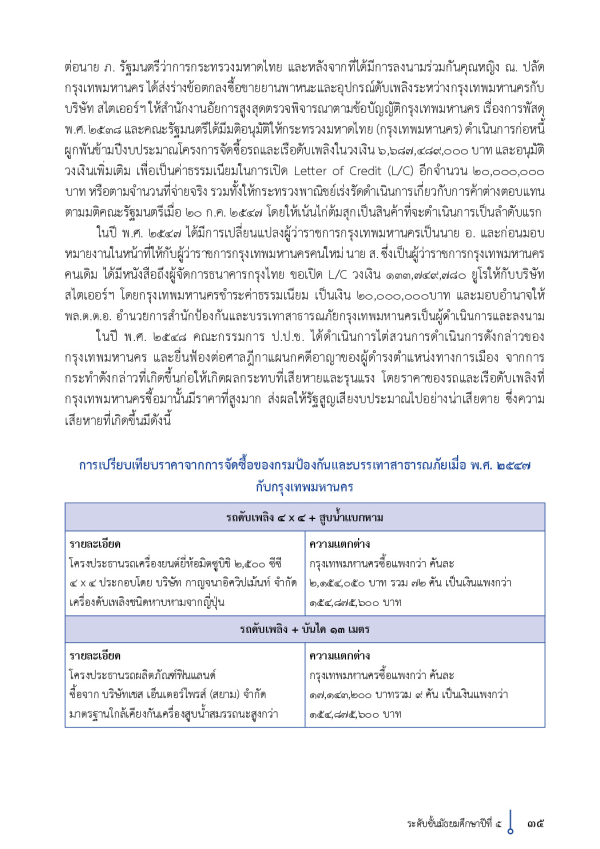 ต่อนาย ภ. รัฐมนตรีว่าการกระทรวงมหาดไทย และหลังจากที่ได้มีการลงนามร่วมกันคุณหญิง ณ. ปลัด
กรุงเทพมหานคร ได้ส่งร่างข้อตกลงซื้อขายยานพาหนะและอุปกรณ์ดับเพลิงระหว่างกรุงเทพมหานครกับ
บริษัท สไตเออร์ฯ ให้สำนักงานอัยการสูงสุดตรวจพิจารณาตามข้อบัญญัติกรุงเทพมหานคร เรื่องการพัสดุ
พ.ศ. ๒๕๓๘ และคณะรัฐมนตรีได้มีมติอนุมัติให้กระทรวงมหาดไทย (กรุงเทพมหานคร) ดำเนินการก่อหนี้
ผูกพันข้ามปีงบประมาณโครงการจัดซื้อรถและเรือดับเพลิงในวงเงิน ๖,๖๘๗,๔๘๙,๐๐๐ บาท และอนุมัติ
วงเงินเพิ่มเติม เพื่อเป็นค่าธรรมเนียมในการเปิด Letter of Credit (L/C) อีกจำนวน ๒๐,๐๐๐,๐๐๐
บาท หรือตามจำนวนที่จ่ายจริง รวมทั้งให้กระทรวงพาณิชย์เร่งรัดดำเนินการเกี่ยวกับการค้าต่างตอบแทน
ตามมติคณะรัฐมนตรีเมื่อ ๒๐ ก.ค. ๒๕๔๗ โดยให้เน้นไก่ต้มสุกเป็นสินค้าที่จะดำเนินการเป็นลำดับแรก
ในปี พ.ศ. ๒๕๔๗ ได้มีการเปลี่ยนแปลงผู้ว่าราชการกรุงเทพมหานครเป็นนาย อ. และก่อนมอบ
หมายงานในหน้าที่ให้กับผู้ว่าราชการกรุงเทพมหานครคนใหม่ นาย ส. ซึ่งเป็นผู้ว่าราชการกรุงเทพมหานคร
คนเดิม ได้มีหนังสือถึงผู้จัดการธนาคารกรุงไทย ขอเปิด L/C วงเงิน ๑๓๓,๗๔๙,๗๘๐ ยูโรให้กับบริษัท
สไตเออร์ฯ โดยกรุงเทพมหานครชำระค่าธรรมเนียม เป็นเงิน ๒๐,๐๐๐,๐๐๐บาท และมอบอำนาจให้
พล.ต.ต.อ. อำนวยการสำนักป้องกันและบรรเทาสาธารณภัยกรุงเทพมหานครเป็นผู้ดำเนินการและลงนาม
ในปี พ.ศ. ๒๕๔๘ คณะกรรมการ ป.ป.ช. ได้ดำเนินการไต่สวนการดำเนินการดังกล่าวของ
กรุงเทพมหานคร และยื่นฟ้องต่อศาลฎีกาแผนกคดีอาญาของผู้ดำรงตำแหน่งทางการเมือง จากการ
กระทำดังกล่าวที่เกิดขึ้นก่อให้เกิดผลกระทบที่เสียหายและรุนแรง โดยราคาของรถและเรือดับเพลิงที่
กรุงเทพมหานครซื้อมานั้นมีราคาที่สูงมาก ส่งผลให้รัฐสูญเสียงบประมาณไปอย่างน่าเสียดาย ซึ่งความ
เสียหายที่เกิดขึ้นมีดังนี้
การเปรียบเทียบราคาจากการจัดซื้อของกรมป้องกันและบรรเทาสาธารณภัยเมื่อ พ.ศ. ๒๕๔๗
กับกรุงเทพมหานคร
รถดับเพลิง ๔ x ๔ + สูบน้ำแบกหาม
รายละเอียด
โครงประธานรถเครื่องยนต์ยี่ห้อมิตซูบิชิ ๒,๕๐๐ ซีซี
๔ x ๔ ประกอบโดย บริษัท กาญจนาอิควิปเม้นท์ จำกัด
เครื่องดับเพลิงชนิดหาบหามจากญี่ปุ่น
ความแตกต่าง
กรุงเทพมหานครซื้อแพงกว่า คันละ
๒,๑๕๔,๐๕๐ บาท รวม ๗๒ คัน เป็นเงินแพงกว่า
๑๕๔,๘๗๕,๖๐๐ บาท
รถดับเพลิง + บันได ๑๓ เมตร
รายละเอียด
โครงประธานรถผลิตภัณฑ์ฟินแลนด์
ซื้อจาก บริษัทเชส เอ็นเตอร์ไพรส์ (สยาม) จำกัด
มาตรฐานใกล้เคียงกันเครื่องสูบน้ำสมรรถนะสูงกว่า
ความแตกต่าง
กรุงเทพมหานครซื้อแพงกว่า คันละ
๑๗,๑๔๓,๒๐๐ บาทรวม ๙ คัน เป็นเงินแพงกว่า
๑๕๔,๘๗๕,๖๐๐ บาท
ระดับชั้นมัธยมศึกษาปีที่ ๕
๓๕